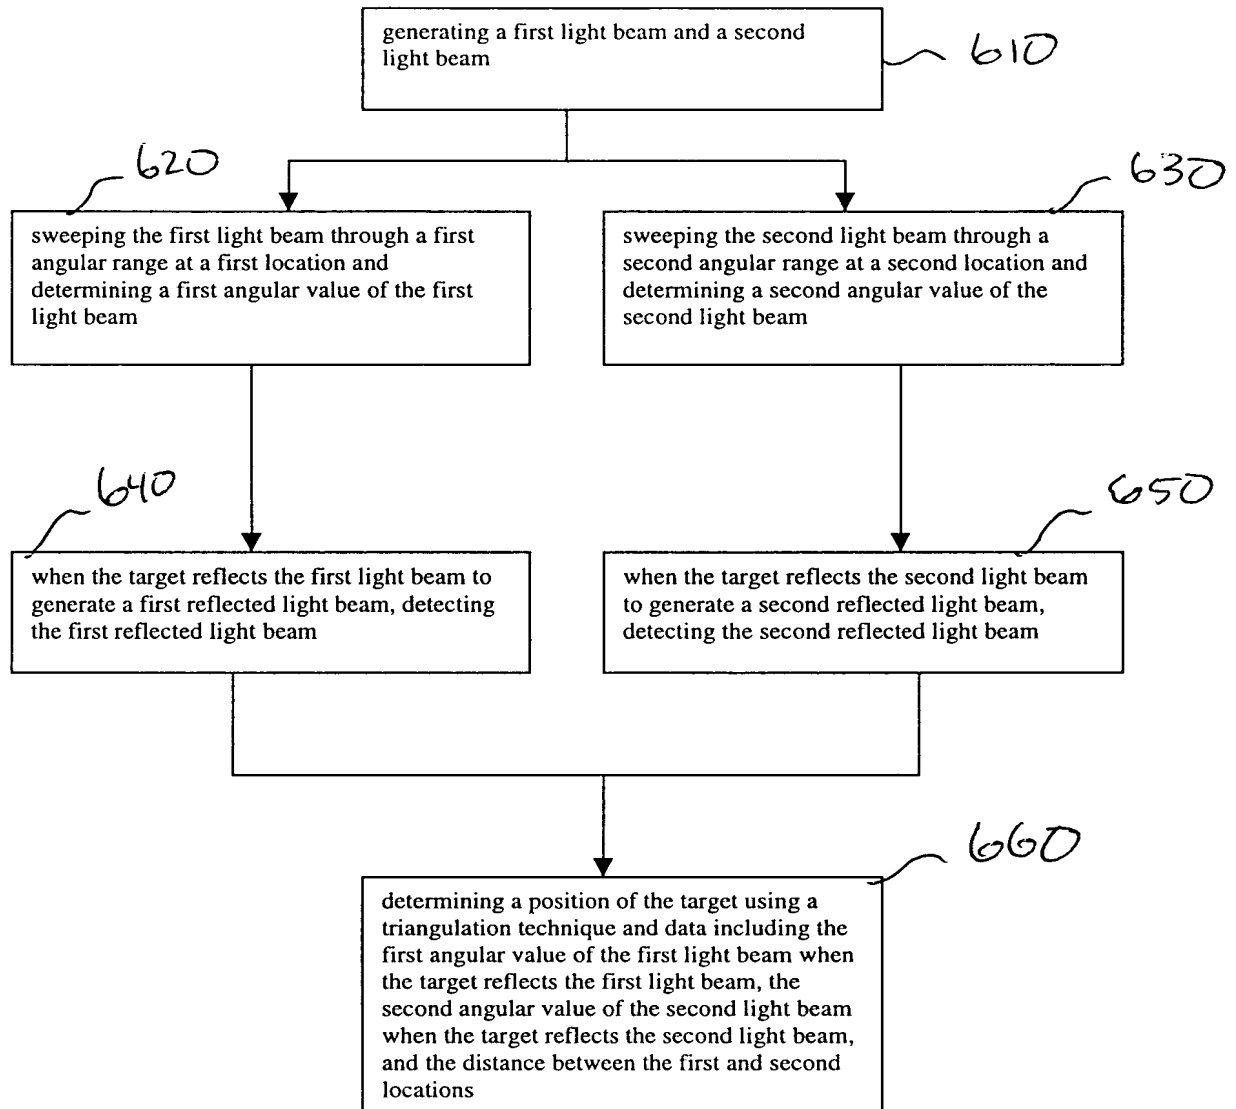 generating a first light beam and a second
light beam
610
620
630
sweeping the first light beam through a first
angular range at a first location and
determining a first angular value of the first
light beam
sweeping the second light beam through a
second angular range at a second location and
determining a second angular value of the
second light beam
640
650
when the target reflects the first light beam to
generate a first reflected light beam, detecting
the first reflected light beam
when the target reflects the second light beam
to generate a second reflected light beam,
detecting the second reflected light beam
660
determining a position of the target using a
triangulation technique and data including the
first angular value of the first light beam when
the target reflects the first light beam, the
second angular value of the second light beam
when the target reflects the second light beam,
and the distance between the first and second
locations